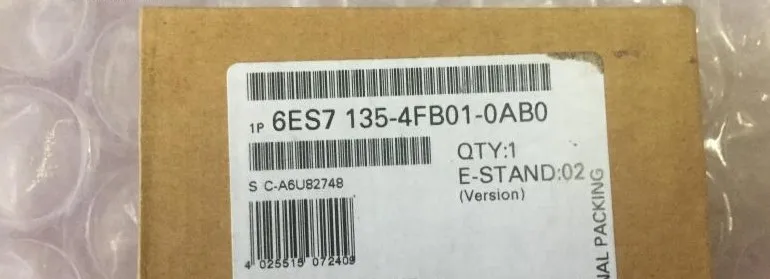 1P 6ES7 135-4FB01-0AB0
QTY:1
S C-A6U82748
E-STAND:02
(Version)
4 025515 072409
NAL PACKING